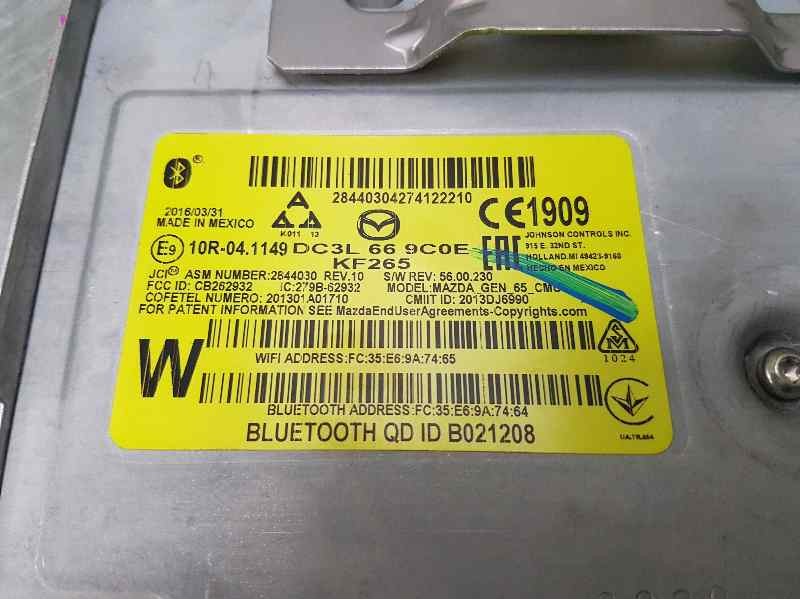 ®
28440304274122210
2016/03/31
MADE IN MEXICO
A
K011 13
CE1909
JOHNSON CONTROLS INC.
915 E. 32ND ST.
HOLLAND,MI 49423-9160
HECHO EN MEXICO
E9 10R-04.1149 DC3L 66 9C0E EAC
KF265
JCI ASM NUMBER:2844030 REV.10 S/W REV: 56.00.230
FCC ID: CB262932 IC:279B-62932 MODEL:MAZDA_GEN_65_CMU
COFETEL NUMERO: 201301A01710 CMIIT ID: 2013DJ6990
FOR PATENT INFORMATION SEE MazdaEndUserAgreements-Copyrights.com
W
WIFI ADDRESS:FC:35:E6:9A:74:65
1024
BLUETOOTH ADDRESS:FC:35:E6:9A:74:64
BLUETOOTH QD ID B021208
UA.TR.664